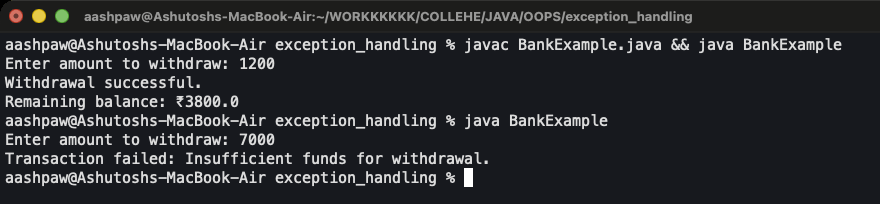 aashpaw@Ashutoshs-MacBook-Air:~/WORKKKKKK/COLLEHE/JAVA/OOPS/exception_handling
aashpaw@Ashutoshs-MacBook-Air exception_handling % javac BankExample.java && java BankExample
Enter amount to withdraw: 1200
Withdrawal successful.
Remaining balance: ₹3800.0
aashpaw@Ashutoshs-MacBook-Air exception_handling % java BankExample
Enter amount to withdraw: 7000
Transaction failed: Insufficient funds for withdrawal.
aashpaw@Ashutoshs-MacBook-Air exception_handling %